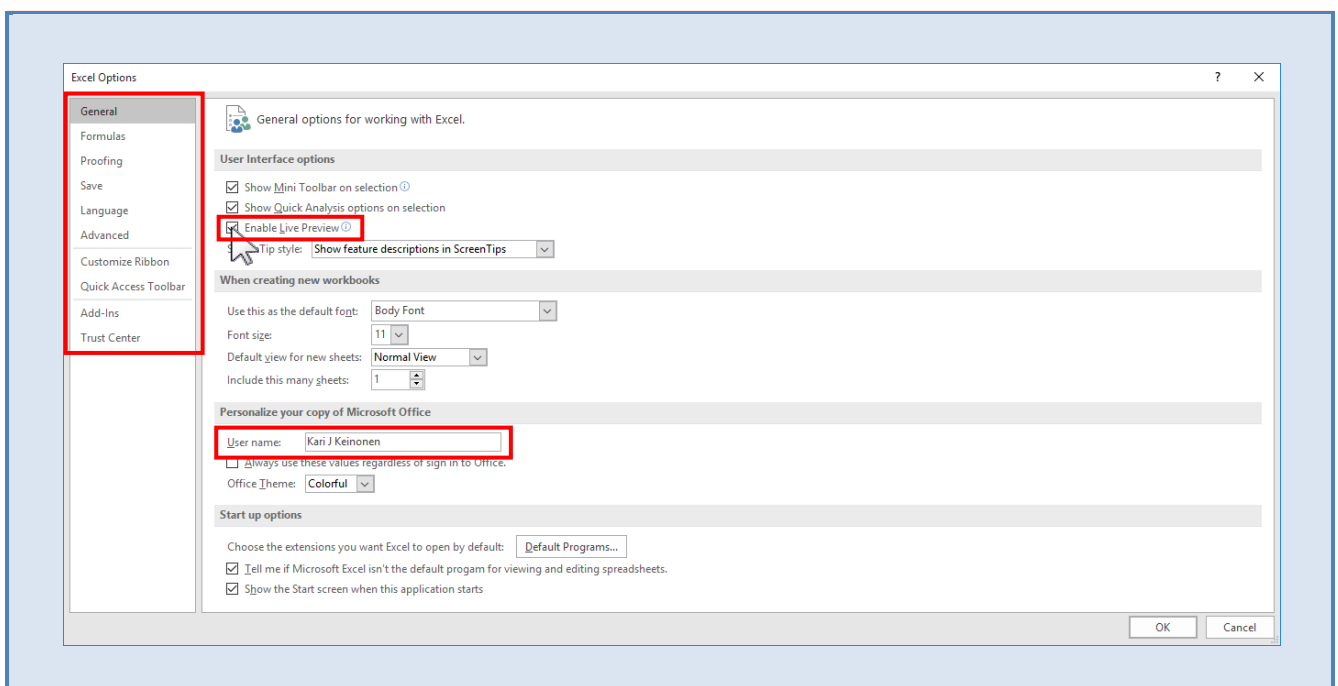 Excel Options
?
General
Formulas
Proofing
Save
Language
Advanced
Customize Ribbon
Quick Access Toolbar
Add-Ins
Trust Center
General options for working with Excel.
User Interface options
Show Mini Toolbar on selection
Show Quick Analysis options on selection
Enable Live Preview
Tip style: Show feature descriptions in ScreenTips
When creating new workbooks
Use this as the default font: Body Font
Font size: 11
Default view for new sheets: Normal View
Include this many sheets: 1
Personalize your copy of Microsoft Office
User name: Kari J Keinonen
Always use these values regardless of sign in to Office.
Office Theme: Colorful
Start up options
Choose the extensions you want Excel to open by default: Default Programs...
Tell me if Microsoft Excel isn't the default progam for viewing and editing spreadsheets.
Show the Start screen when this application starts
OK Cancel